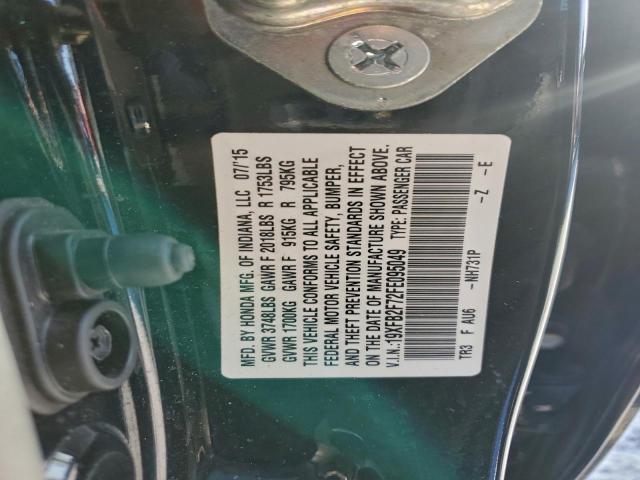 MFD. BY HONDA MFG. OF INDIANA, LLC 07/15
GVWR 3748LBS GAWR F 2018LBS R 1753LBS
GVWR 1700KG GAWR F 915KG R 795KG
THIS VEHICLE CONFORMS TO ALL APPLICABLE
FEDERAL MOTOR VEHICLE SAFETY, BUMPER,
AND THEFT PREVENTION STANDARDS IN EFFECT
ON THE DATE OF MANUFACTURE SHOWN ABOVE.
V.I.N.: 19XFB2F72FE095049 TYPE: PASSENGER CAR
TR3 F AU6 -NH731P -Z -E